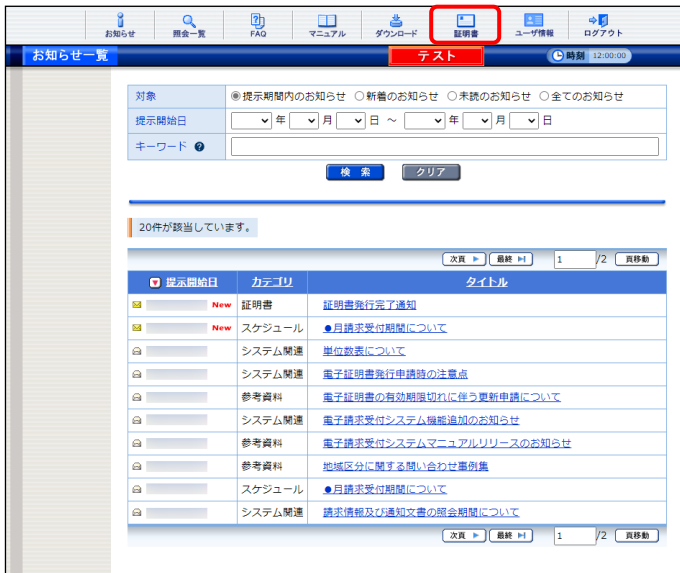 お知らせ 照会一覧 FAQ マニュアル ダウンロード 証明書 ユーザ情報 ログアウト
お知らせ一覧 テスト 時刻 12:00:00
対象 提示期間内のお知らせ 新着のお知らせ 未読のお知らせ 全てのお知らせ
提示開始日 年 月 日 ～ 年 月 日
キーワード ?
検 索 クリア
20件が該当しています。
次頁 最終 1 /2 頁移動
提示開始日 カテゴリ タイトル
New 証明書 証明書発行完了通知
New スケジュール ●月請求受付期間について
システム関連 単位数表について
システム関連 電子証明書発行申請時の注意点
参考資料 電子証明書の有効期限切れに伴う更新申請について
システム関連 電子請求受付システム機能追加のお知らせ
参考資料 電子請求受付システムマニュアルリリースのお知らせ
参考資料 地域区分に関する問い合わせ事例集
スケジュール ●月請求受付期間について
システム関連 請求情報及び通知文書の照会期間について
次頁 最終 1 /2 頁移動